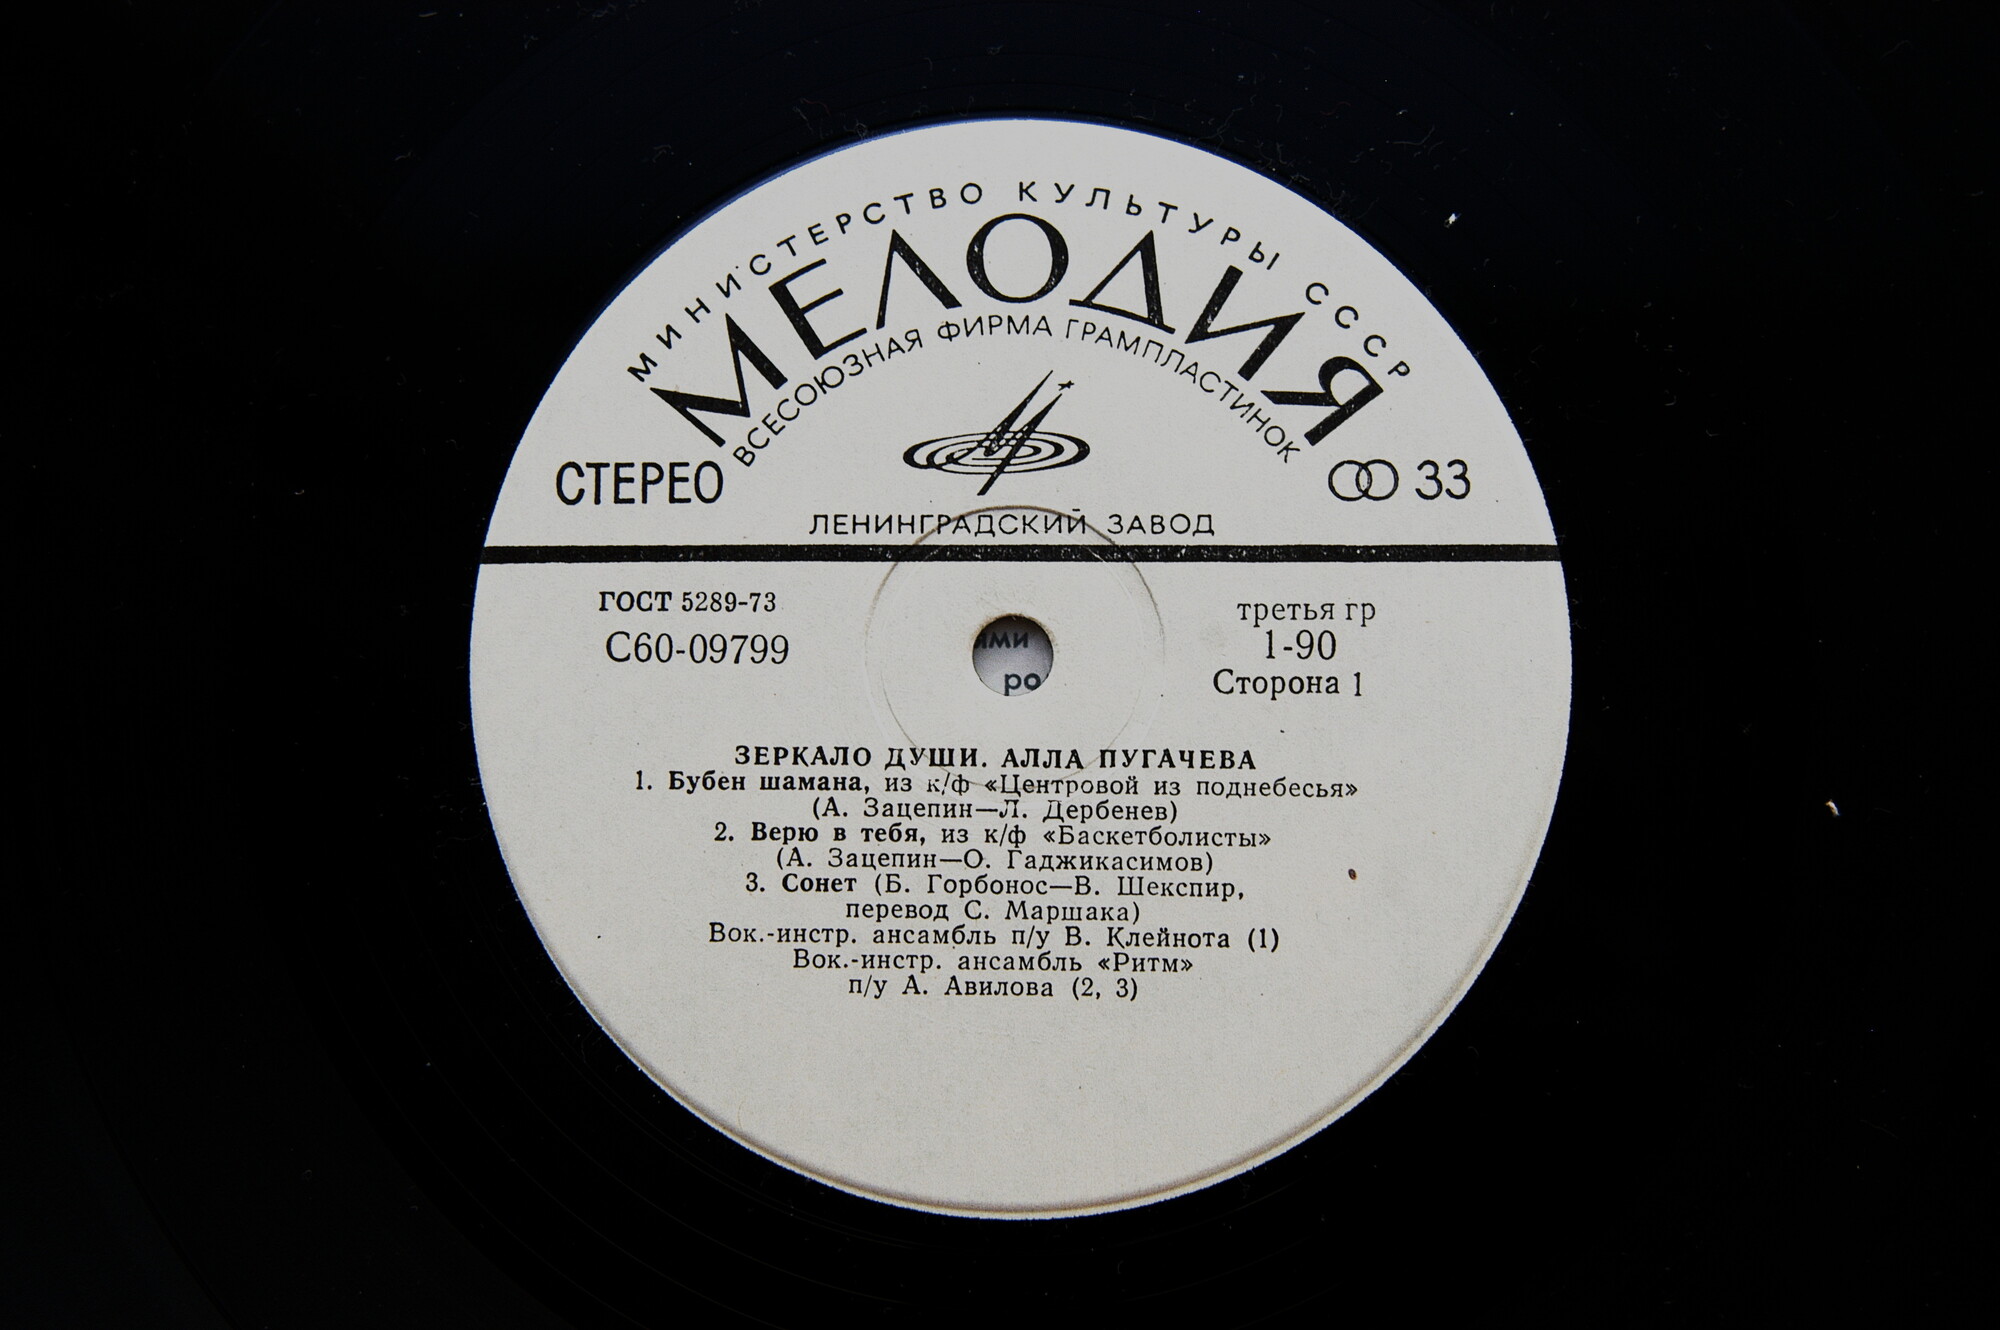 МИНИСТЕРСТВО КУЛЬТУРЫ СССР
МЕЛОДИЯ
ВСЕСОЮЗНАЯ ФИРМА ГРАМПЛАСТИНОК
СТЕРЕО
33
ЛЕНИНГРАДСКИЙ ЗАВОД
ГОСТ 5289-73
С60-09799
третья гр
1-90
Сторона 1
ями
ро
ЗЕРКАЛО ДУШИ. АЛЛА ПУГАЧЕВА
1. Бубен шамана, из к/ф «Центровой из поднебесья»
(А. Зацепин—Л. Дербенев)
2. Верю в тебя, из к/ф «Баскетболисты»
(А. Зацепин—О. Гаджикасимов)
3. Сонет (Б. Горбонос—В. Шекспир,
перевод С. Маршака)
Вок.-инстр. ансамбль п/у В. Клейнота (1)
Вок.-инстр. ансамбль «Ритм»
п/у А. Авилова (2, 3)